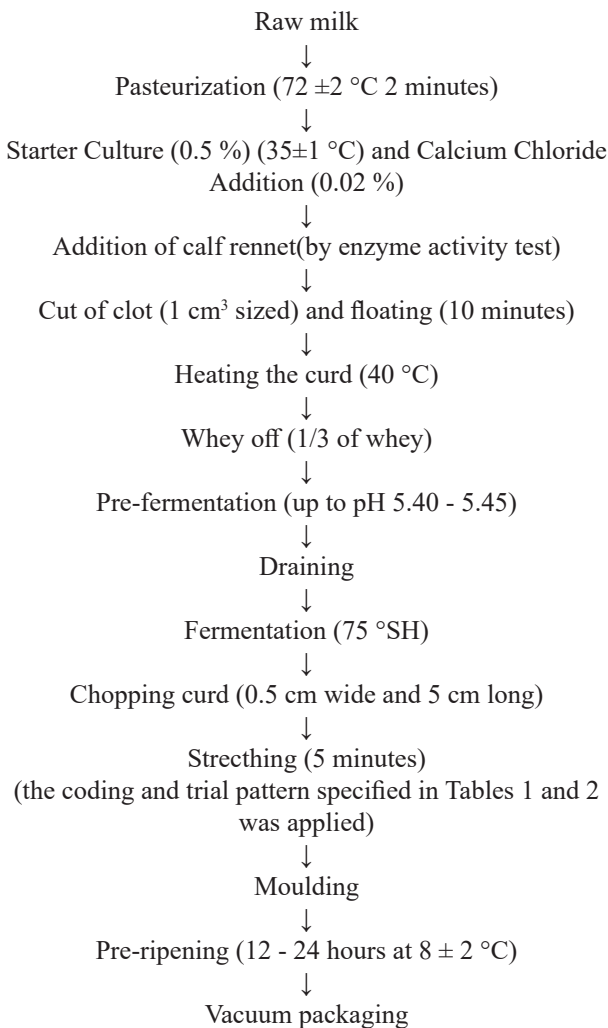 Raw milk
↓
Pasteurization (72 ±2 °C 2 minutes)
↓
Starter Culture (0.5 %) (35±1 °C) and Calcium Chloride
Addition (0.02 %)
↓
Addition of calf rennet(by enzyme activity test)
↓
Cut of clot (1 cm³ sized) and floating (10 minutes)
↓
Heating the curd (40 °C)
↓
Whey off (1/3 of whey)
↓
Pre-fermentation (up to pH 5.40 - 5.45)
↓
Draining
↓
Fermentation (75 °SH)
↓
Chopping curd (0.5 cm wide and 5 cm long)
↓
Strecthing (5 minutes)
(the coding and trial pattern specified in Tables 1 and 2
was applied)
↓
Moulding
↓
Pre-ripening (12 - 24 hours at 8 ± 2 °C)
↓
Vacuum packaging